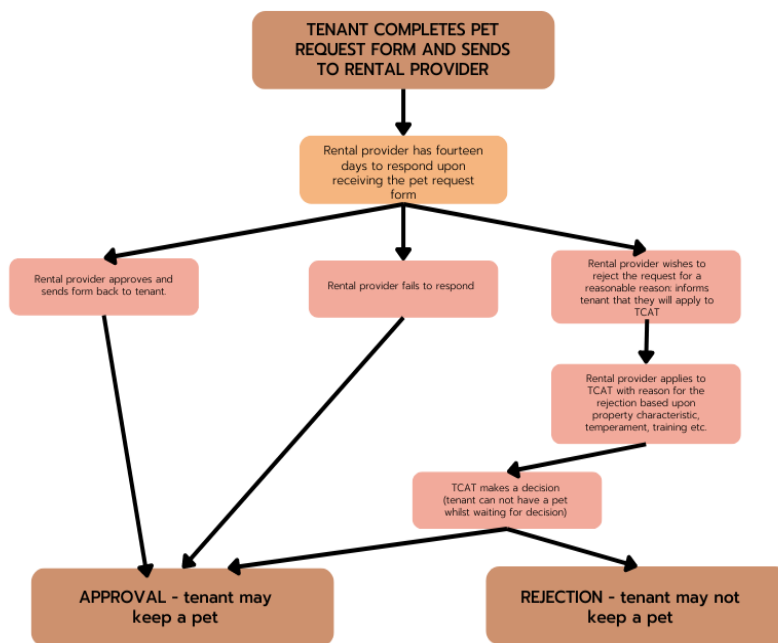 TENANT COMPLETES PET
REQUEST FORM AND SENDS
TO RENTAL PROVIDER
Rental provider has fourteen
days to respond upon
receiving the pet request
form
Rental provider approves and
sends form back to tenant.
Rental provider fails to respond
Rental provider wishes to
reject the request for a
reasonable reason: informs
tenant that they will apply to
TCAT
Rental provider applies to
TCAT with reason for the
rejection based upon
property characteristic,
temperament, training etc.
TCAT makes a decision
(tenant can not have a pet
whilst waiting for decision)
APPROVAL - tenant may
keep a pet
REJECTION - tenant may not
keep a pet